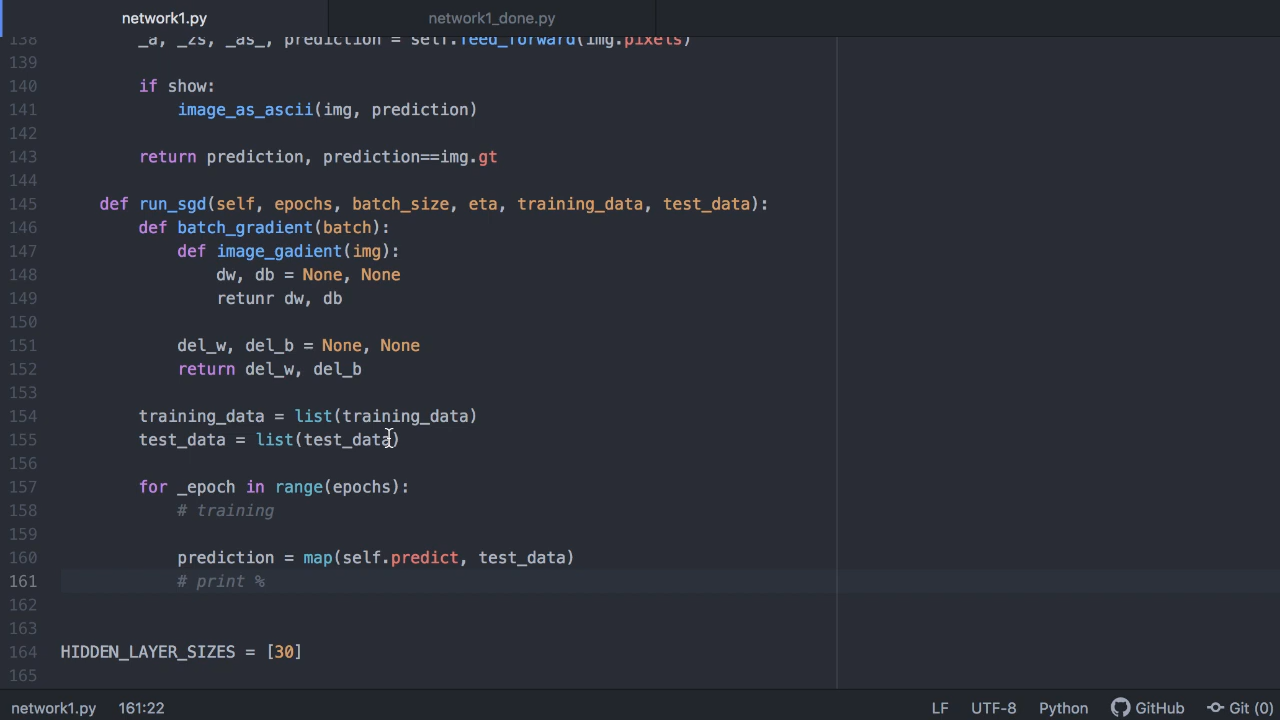 network1.py network1_done.py
138 _a, _zs, _as_, prediction = self.feed_forward(img.pixels)
139
140 if show:
141 image_as_ascii(img, prediction)
142
143 return prediction, prediction==img.gt
144
145 def run_sgd(self, epochs, batch_size, eta, training_data, test_data):
146 def batch_gradient(batch):
147 def image_gadient(img):
148 dw, db = None, None
149 retunr dw, db
150
151 del_w, del_b = None, None
152 return del_w, del_b
153
154 training_data = list(training_data)
155 test_data = list(test_data)
156
157 for _epoch in range(epochs):
158 # training
159
160 prediction = map(self.predict, test_data)
161 # print %
162
163
164 HIDDEN_LAYER_SIZES = [30]
165
network1.py 161:22 LF UTF-8 Python GitHub Git (0)